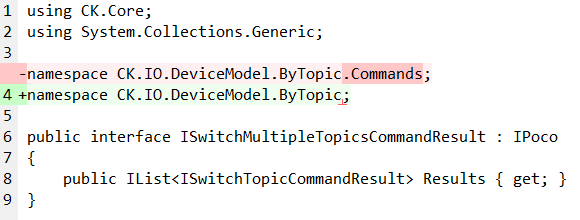 1 using CK.Core;
2 using System.Collections.Generic;
3
-namespace CK.IO.DeviceModel.ByTopic.Commands;
4 +namespace CK.IO.DeviceModel.ByTopic;
5
6 public interface ISwitchMultipleTopicsCommandResult : IPoco
7 {
8     public IList<ISwitchTopicCommandResult> Results { get; }
9 }